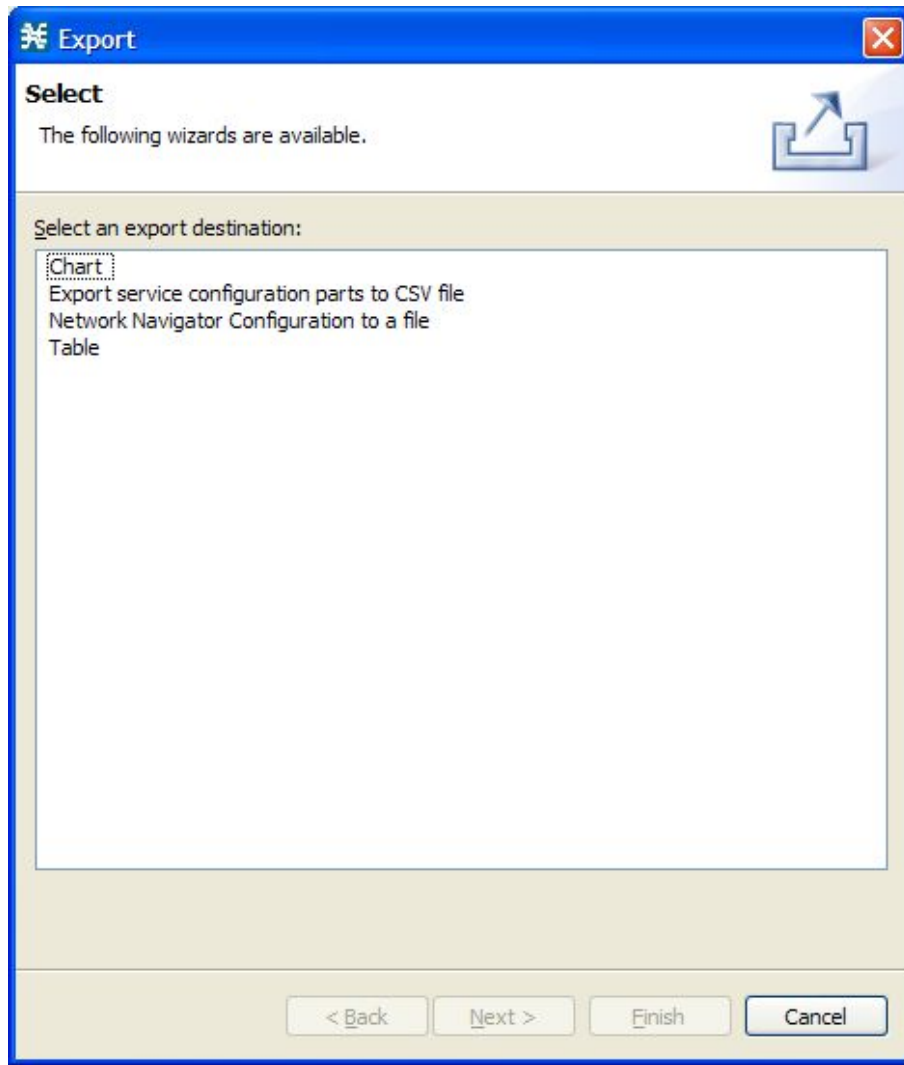 Export
Select
The following wizards are available.
Select an export destination:
Chart
Export service configuration parts to CSV file
Network Navigator Configuration to a file
Table
< Back Next > Finish Cancel